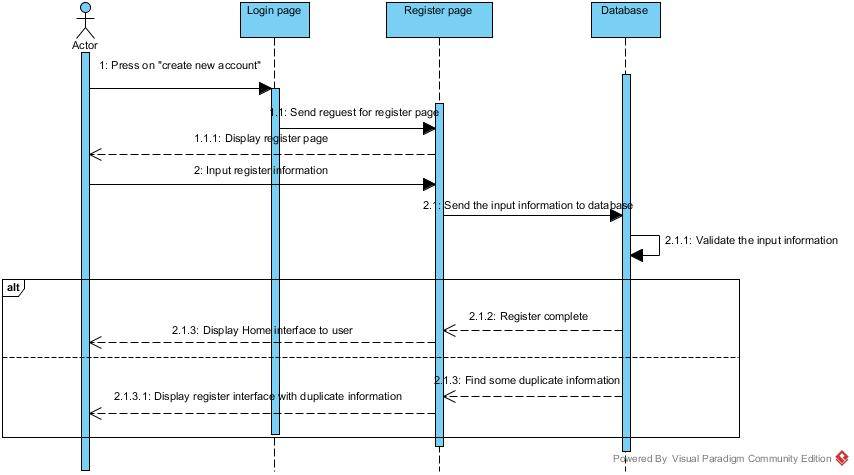 Login page
Register page
Database
Actor
1: Press on "create new account"
1.1: Send reguest for register page
1.1.1: Display register page
2: Input register information
2.1: Send the input information to database
2.1.1: Validate the input information
alt
2.1.2: Register complete
2.1.3: Display Home interface to user
2.1.3: Find some duplicate information
2.1.3.1: Display register interface with duplicate information
Powered By Visual Paradigm Community Edition